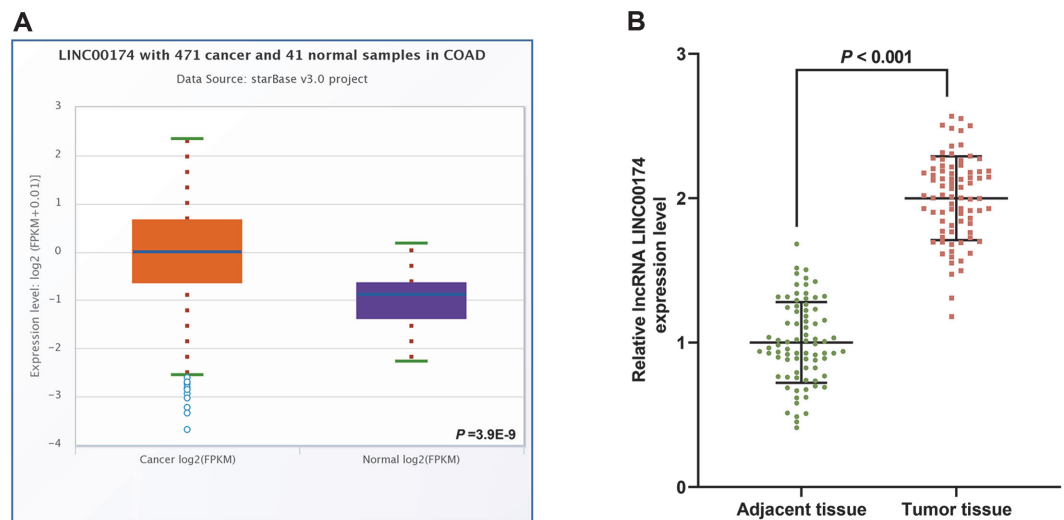 A
LINC00174 with 471 cancer and 41 normal samples in COAD
Data Source: starBase v3.0 project
Expression level: log2 (FPKM+0.01)]
3
2
1
0
−1
−2
−3
−4
P=3.9E-9
Cancer log2(FPKM)
Normal log2(FPKM)
B
P < 0.001
Relative lncRNA LINC00174
expression level
3
2
1
0
Adjacent tissue
Tumor tissue